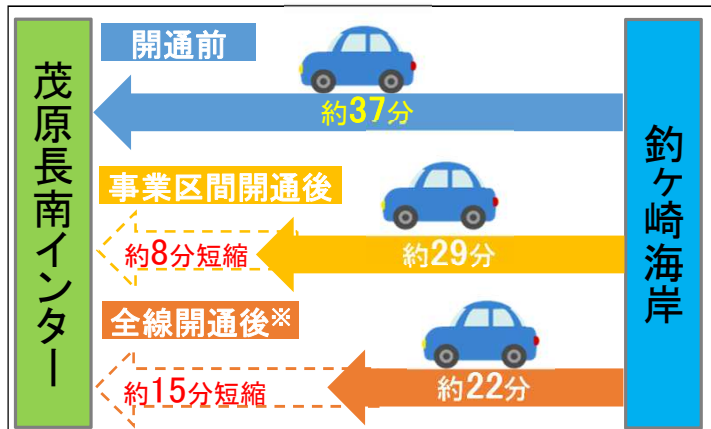 茂原長南インター
開通前
約37分
釣ヶ崎海岸
事業区間開通後
約8分短縮
約29分
全線開通後※
約15分短縮
約22分